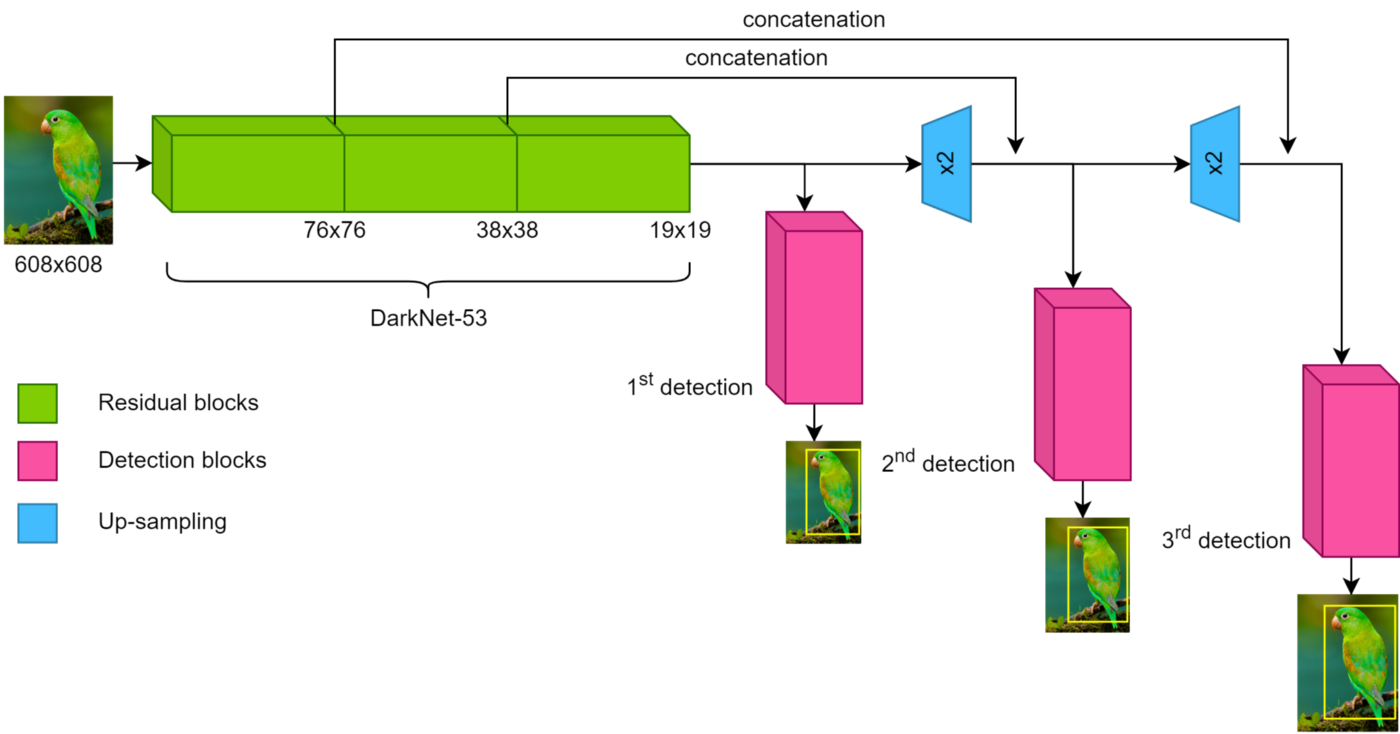 concatenation
concatenation
x2
x2
76x76
38x38
19x19
608x608
DarkNet-53
1st detection
Residual blocks
2nd detection
Detection blocks
Up-sampling
3rd detection